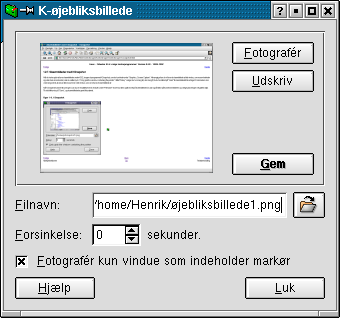 K-øjebliksbillede
Fotografér
Udskriv
Gem
Filnavn: /home/Henrik/øjebliksbillede1.png
Forsinkelse: 0 sekunder.
Fotografér kun vindue som indeholder markør
Hjælp
Luk